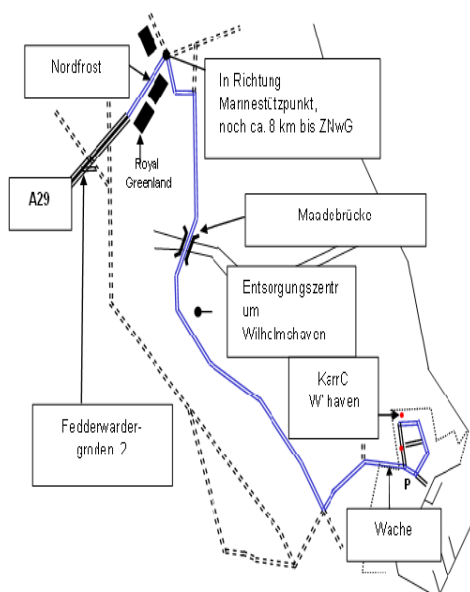 Nordfrost
In Richtung
Marinestützpunkt,
noch ca. 8 km bis ZNwG
Royal
Greenland
A29
Maadebrücke
Entsorgungszentr
um
Wilhelmshaven
KarrC
W'haven
Fedderwarder-
groden 2
P
Wache